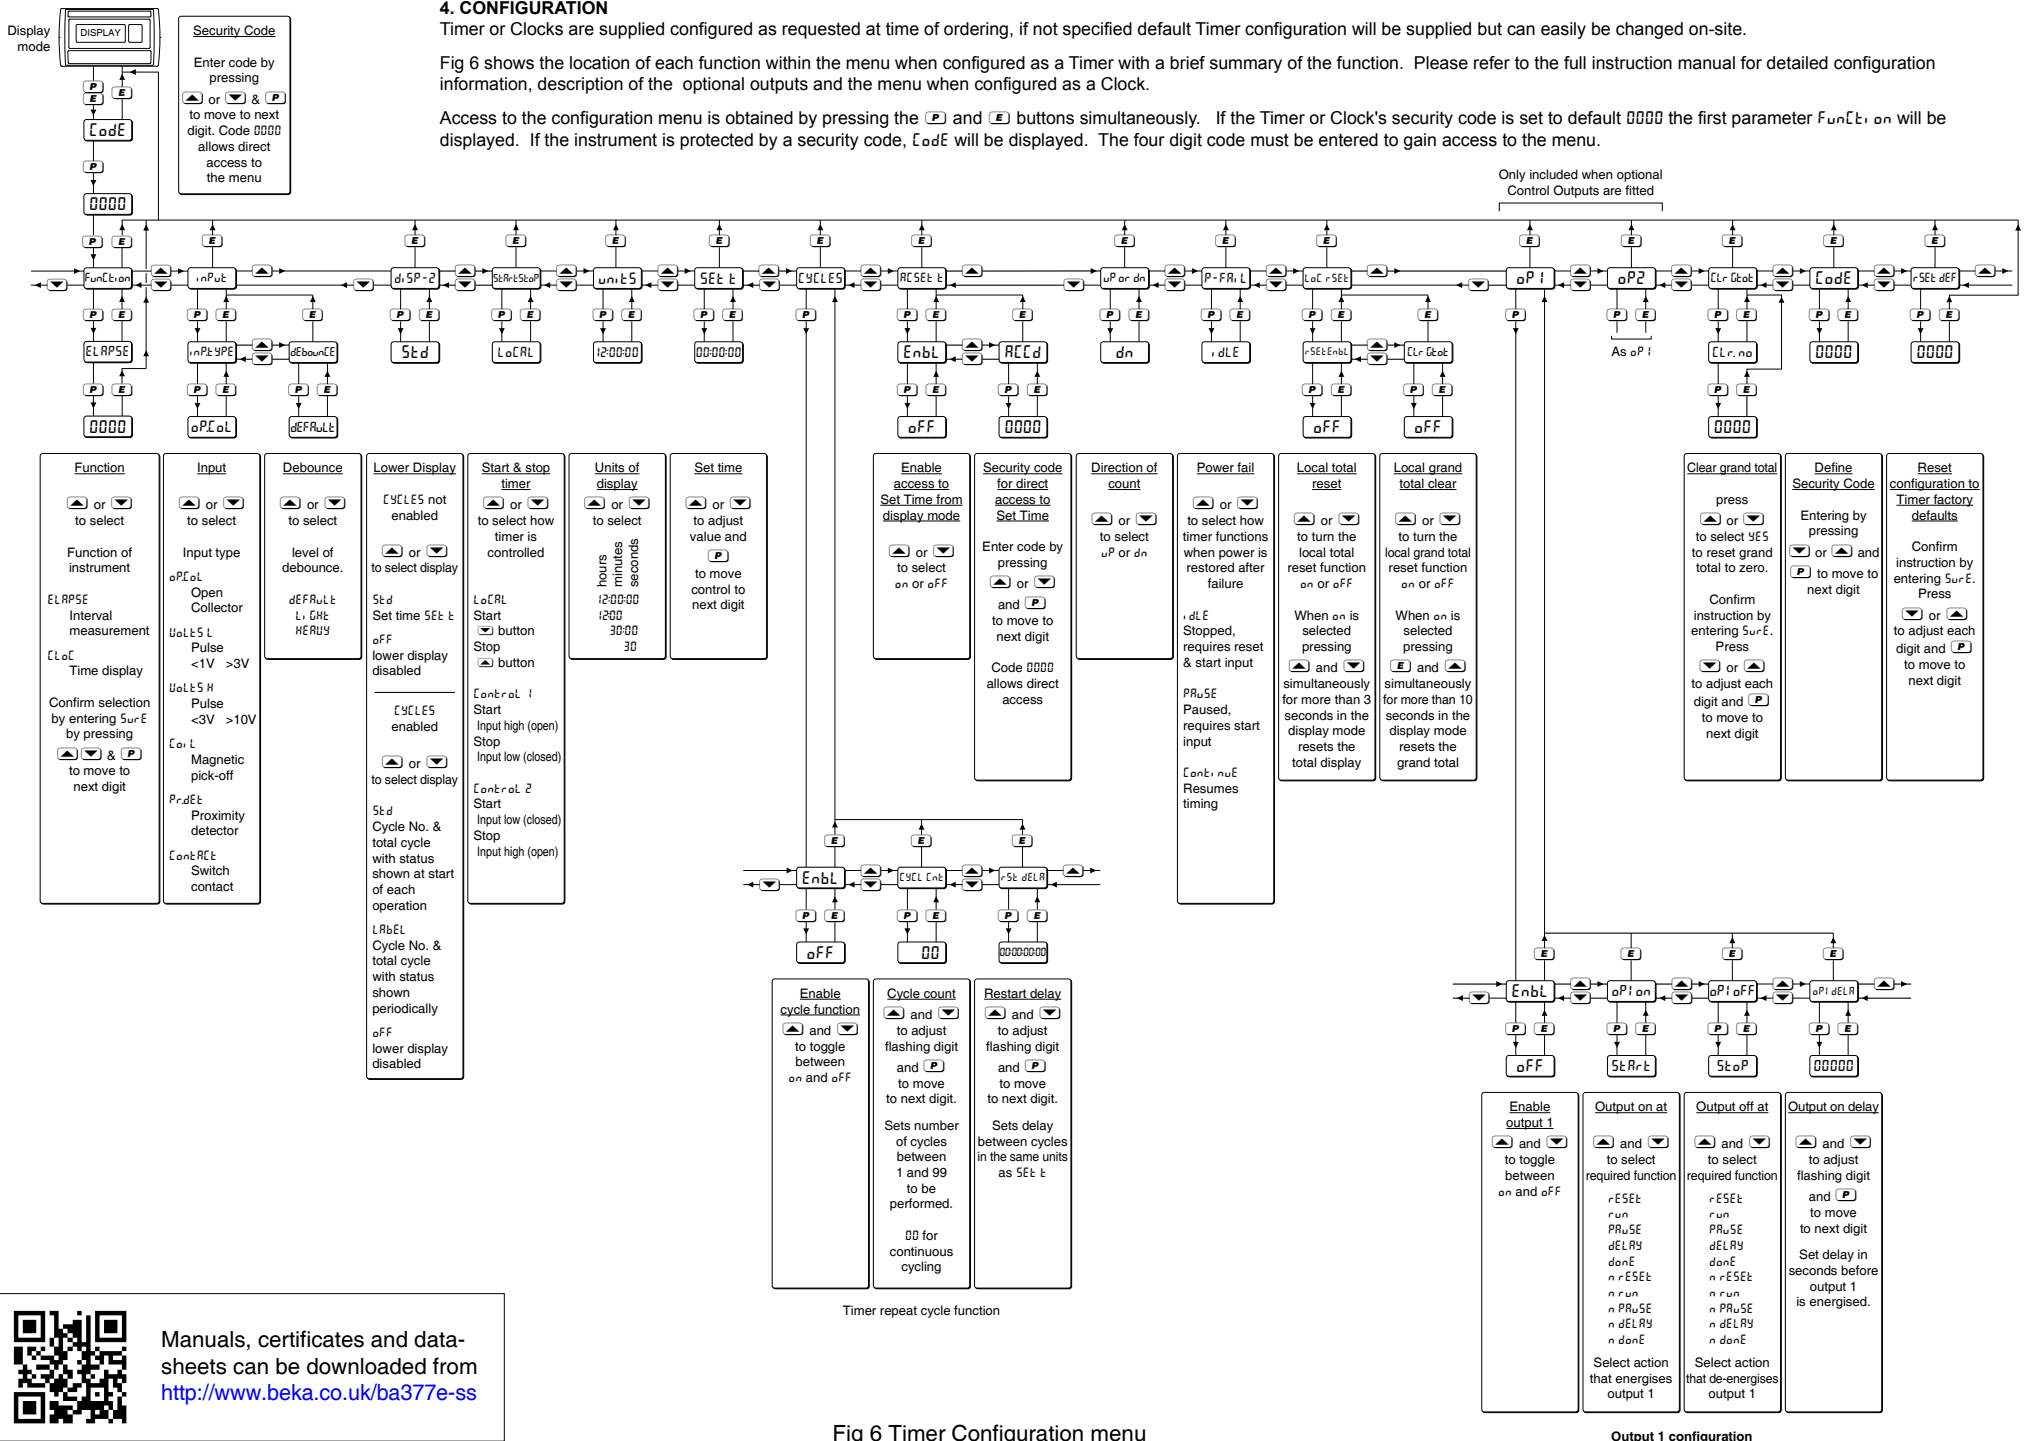 4. CONFIGURATION
Timer or Clocks are supplied configured as requested at time of ordering, if not specified default Timer configuration will be supplied but can easily be changed on-site.
Fig 6 shows the location of each function within the menu when configured as a Timer with a brief summary of the function. Please refer to the full instruction manual for detailed configuration
information, description of the optional outputs and the menu when configured as a Clock.
Access to the configuration menu is obtained by pressing the P and E buttons simultaneously. If the Timer or Clock's security code is set to default 0000 the first parameter FunCtion will be
displayed. If the instrument is protected by a security code, CodE will be displayed. The four digit code must be entered to gain access to the menu.
Display
mode
DISPLAY
P
E
E
CodE
P
0000
Security Code
Enter code by
pressing
or & P
to move to next
digit. Code 0000
allows direct
access to
the menu
Only included when optional
Control Outputs are fitted
P E E E E E E E E E E E E E E E E
FunCtion inPut diSP-2 StArtStoP unitS SEt t CYCLES ACSEt t uP or dn P-FAiL LoC rSEt oP1 oP2 CLr Gtot CodE rSEt dEF
P E P E E P E P E P E P E P P E E P E P E P E E P P E P E P E P E
ELAPSE inP.tYPE dEbounCE Std LoCAL 12:00:00 00:00:00 EnbL ACCd dn idLE rSEt EnbL CLr Gtot As oP1 CLr. no 0000 0000
P E P E P E P E P E P E P E P E
0000 oP.CoL dEFAuLt oFF 0000 oFF oFF 0000
Function
or
to select
Function of
instrument
ELAPSE
Interval
measurement
CLoC
Time display
Confirm selection
by entering SurE
by pressing
& P
to move to
next digit
Input
or
to select
Input type
oP.CoL
Open
Collector
VoLtS L
Pulse
<1V >3V
VoLtS H
Pulse
<3V >10V
CoiL
Magnetic
pick-off
Pr.dEt
Proximity
detector
ContACt
Switch
contact
Debounce
or
to select
level of
debounce.
dEFAuLt
LiGHt
HEAVY
Lower Display
CYCLES not
enabled
or
to select display
Std
Set time SEt t
oFF
lower display
disabled
CYCLES
enabled
or
to select display
Std
Cycle No. &
total cycle
with status
shown at start
of each
operation
LAbEL
Cycle No. &
total cycle
with status
shown
periodically
oFF
lower display
disabled
Start & stop
timer
or
to select how
timer is
controlled
LoCAL
Start
button
Stop
button
ControL 1
Start
Input high (open)
Stop
Input low (closed)
ControL 2
Start
Input low (closed)
Stop
Input high (open)
Units of
display
or
to select
hours
minutes
seconds
12:00:00
12:00
30:00
30
Set time
or
to adjust
value and
P
to move
control to
next digit
Enable
access to
Set Time from
display mode
or
to select
on or oFF
Security code
for direct
access to
Set Time
Enter code by
pressing
or
and P
to move to
next digit
Code 0000
allows direct
access
Direction of
count
or
to select
uP or dn
Power fail
or
to select how
timer functions
when power is
restored after
failure
idLE
Stopped,
requires reset
& start input
PAuSE
Paused,
requires start
input
ContinuE
Resumes
timing
Local total
reset
or
to turn the
local total
reset function
on or oFF
When on is
selected
pressing
and
simultaneously
for more than 3
seconds in the
display mode
resets the
total display
Local grand
total clear
or
to turn the
local grand total
reset function
on or oFF
When on is
selected
pressing
E and
simultaneously
for more than 10
seconds in the
display mode
resets the
grand total
Clear grand total
press
or
to select YES
to reset grand
total to zero.
Confirm
instruction by
entering SurE.
Press
or
to adjust each
digit and P
to move to
next digit
Define
Security Code
Entering by
pressing
or and
P to move to
next digit
Reset
configuration to
Timer factory
defaults
Confirm
instruction by
entering SurE.
Press
or
to adjust each
digit and P
to move to
next digit
E E E
EnbL CYCL Cnt rSt dELA
P E P E P E
oFF 00 00:00:00:00
Enable
cycle function
and
to toggle
between
on and oFF
Cycle count
and
to adjust
flashing digit
and P
to move
to next digit.
Sets number
of cycles
between
1 and 99
to be
performed.
00 for
continuous
cycling
Restart delay
and
to adjust
flashing digit
and P
to move
to next digit.
Sets delay
between cycles
in the same units
as SEt t
Timer repeat cycle function
E E E E
EnbL oP1 on oP1 oFF oP1 dELA
P E P E P E P E
oFF StArt StoP 00000
Enable
output 1
and
to toggle
between
on and oFF
Output on at
and
to select
required function
rESEt
run
PAuSE
dELAY
donE
n rESEt
n run
n PAuSE
n dELAY
n donE
Select action
that energises
output 1
Output off at
and
to select
required function
rESEt
run
PAuSE
dELAY
donE
n rESEt
n run
n PAuSE
n dELAY
n donE
Select action
that de-energises
output 1
Output on delay
and
to adjust
flashing digit
and P
to move
to next digit
Set delay in
seconds before
output 1
is energised.
Output 1 configuration
Manuals, certificates and data-
sheets can be downloaded from
http://www.beka.co.uk/ba377e-ss
Fig 6 Timer Configuration menu